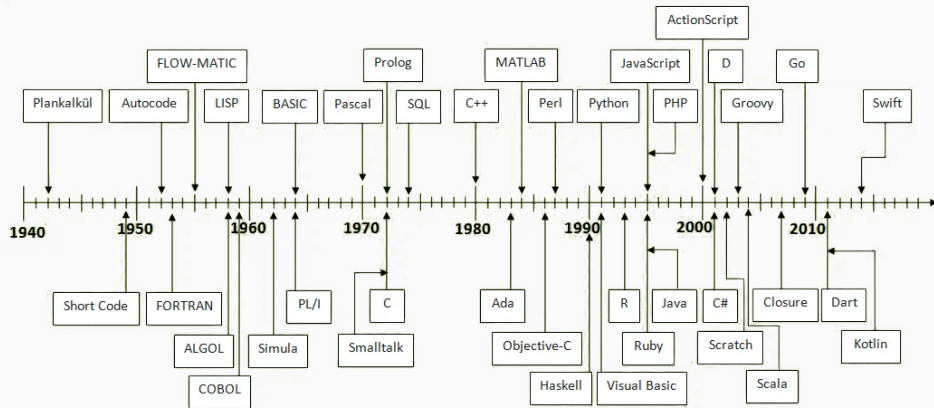 ActionScript
FLOW-MATIC
Prolog
MATLAB
JavaScript
D
Go
Plankalkül
Autocode
LISP
BASIC
Pascal
SQL
C++
Perl
Python
PHP
Groovy
Swift
1940
1950
1960
1970
1980
1990
2000
2010
Short Code
FORTRAN
PL/I
C
Ada
R
Java
C#
Closure
Dart
ALGOL
Simula
Smalltalk
Objective-C
Ruby
Scratch
Kotlin
COBOL
Haskell
Visual Basic
Scala